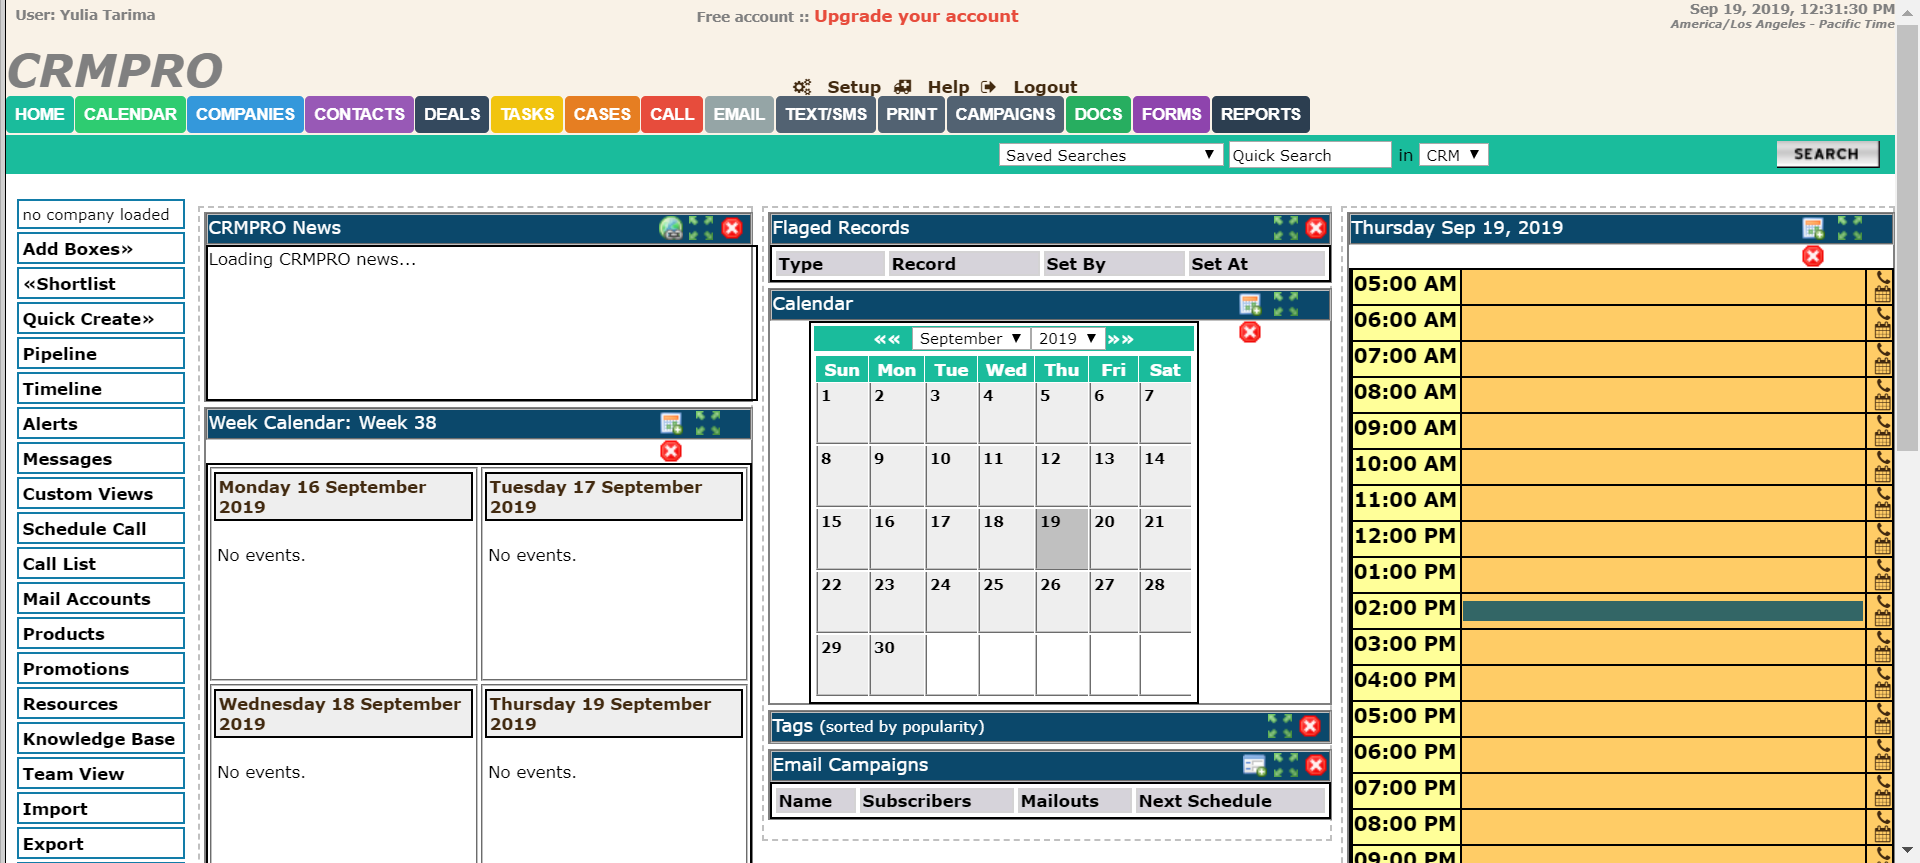 User: Yulia Tarima
Free account :: Upgrade your account
Sep 19, 2019, 12:31:30 PM
America/Los Angeles - Pacific Time
CRMPRO
Setup Help Logout
HOME CALENDAR COMPANIES CONTACTS DEALS TASKS CASES CALL EMAIL TEXT/SMS PRINT CAMPAIGNS DOCS FORMS REPORTS
Saved Searches Quick Search in CRM SEARCH
no company loaded
Add Boxes»
«Shortlist
Quick Create»
Pipeline
Timeline
Alerts
Messages
Custom Views
Schedule Call
Call List
Mail Accounts
Products
Promotions
Resources
Knowledge Base
Team View
Import
Export
CRMPRO News
Loading CRMPRO news...
Week Calendar: Week 38
Monday 16 September
2019
No events.
Tuesday 17 September
2019
No events.
Wednesday 18 September
2019
No events.
Thursday 19 September
2019
No events.
Flaged Records
Type Record Set By Set At
Calendar
«« September 2019 »»
Sun Mon Tue Wed Thu Fri Sat
1 2 3 4 5 6 7
8 9 10 11 12 13 14
15 16 17 18 19 20 21
22 23 24 25 26 27 28
29 30
Tags (sorted by popularity)
Email Campaigns
Name Subscribers Mailouts Next Schedule
Thursday Sep 19, 2019
05:00 AM
06:00 AM
07:00 AM
08:00 AM
09:00 AM
10:00 AM
11:00 AM
12:00 PM
01:00 PM
02:00 PM
03:00 PM
04:00 PM
05:00 PM
06:00 PM
07:00 PM
08:00 PM
09:00 PM